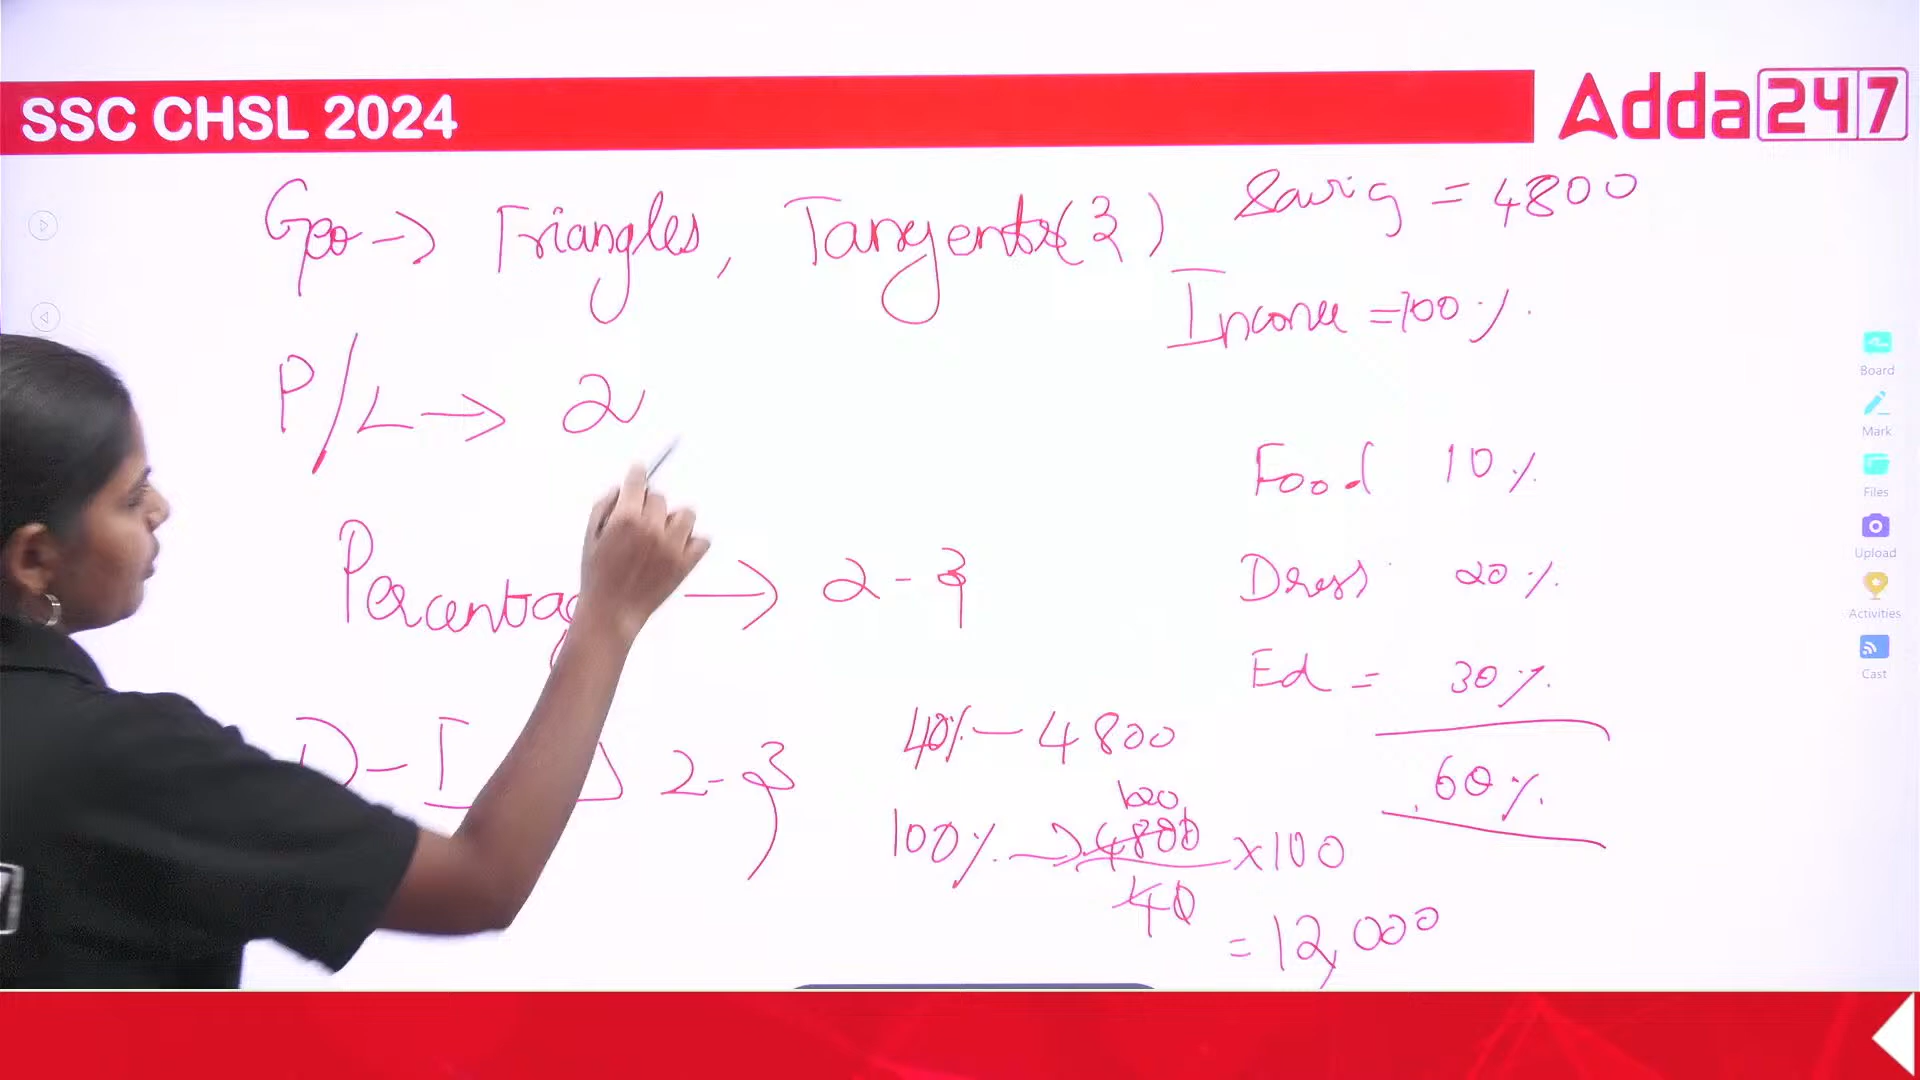 SSC CHSL 2024
Adda247
Geo → Triangles, Tangents(3)
P/L → 2
Percentag → 2-3
2-3
Saving = 4800
Income = 100%.
Food 10%.
Dress 20%.
Ed = 30%.
60%.
40% - 4800
120
100% → 4800 x100
40
= 12,000
Board
Mark
Files
Upload
Activities
Cast